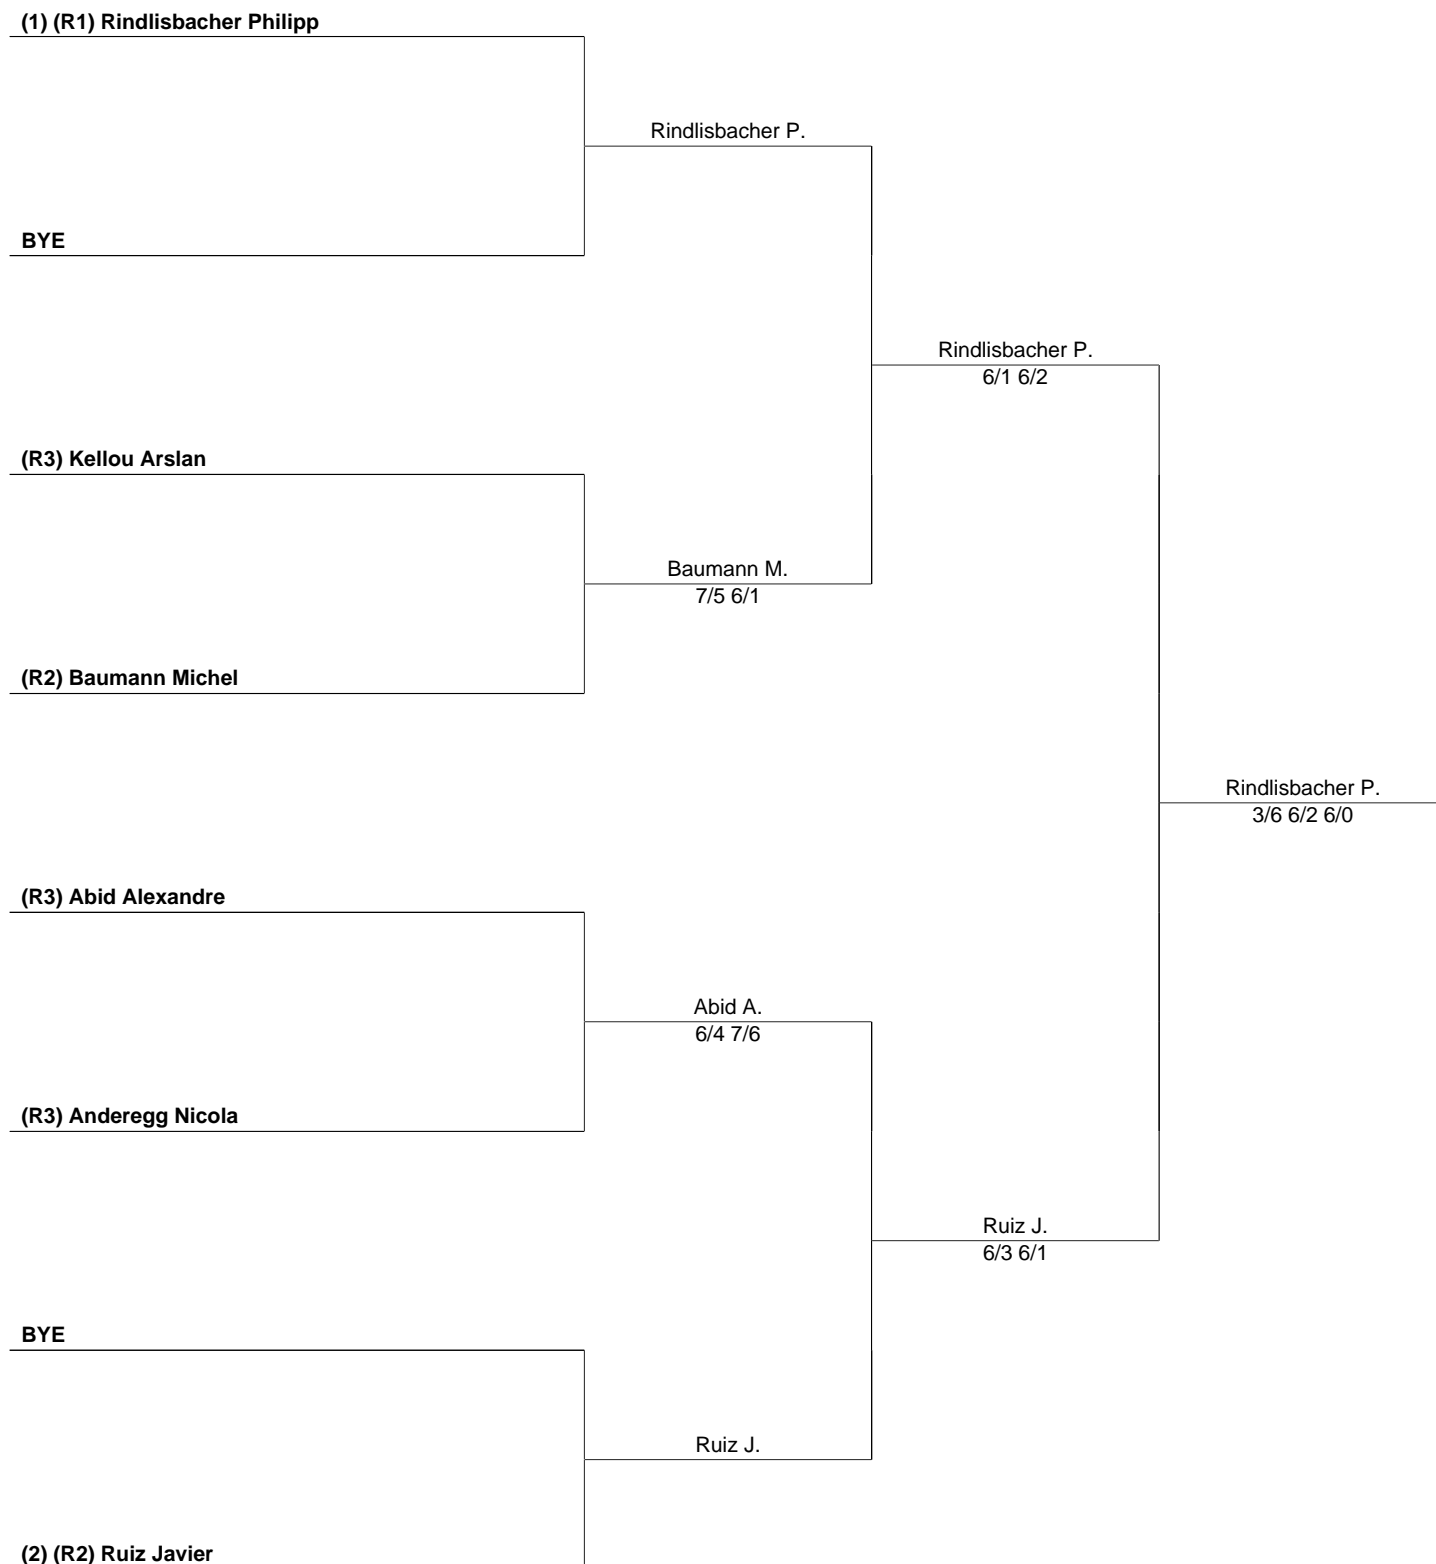 (1) (R1) Rindlisbacher Philipp
Rindlisbacher P.
BYE
Rindlisbacher P.
6/1 6/2
(R3) Kellou Arslan
Baumann M.
7/5 6/1
(R2) Baumann Michel
Rindlisbacher P.
3/6 6/2 6/0
(R3) Abid Alexandre
Abid A.
6/4 7/6
(R3) Anderegg Nicola
Ruiz J.
6/3 6/1
BYE
Ruiz J.
(2) (R2) Ruiz Javier